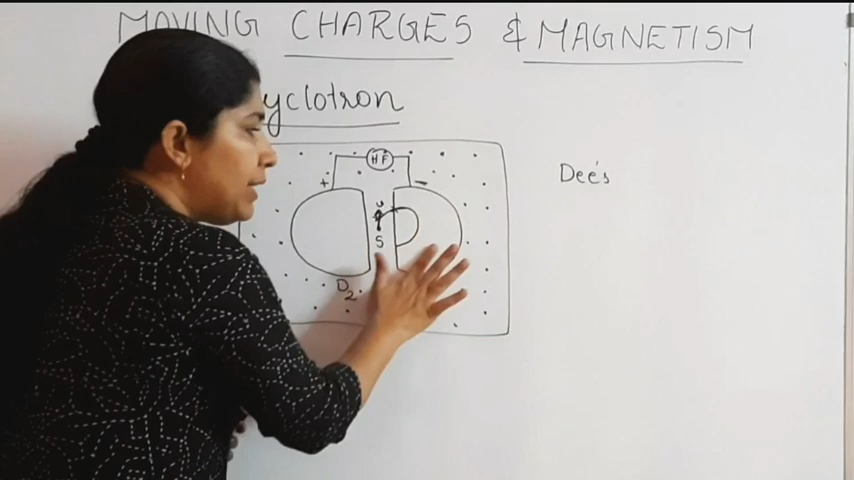 MOVING CHARGES & MAGNETISM
yclotron
HF
+ −
Dee's
S
D2